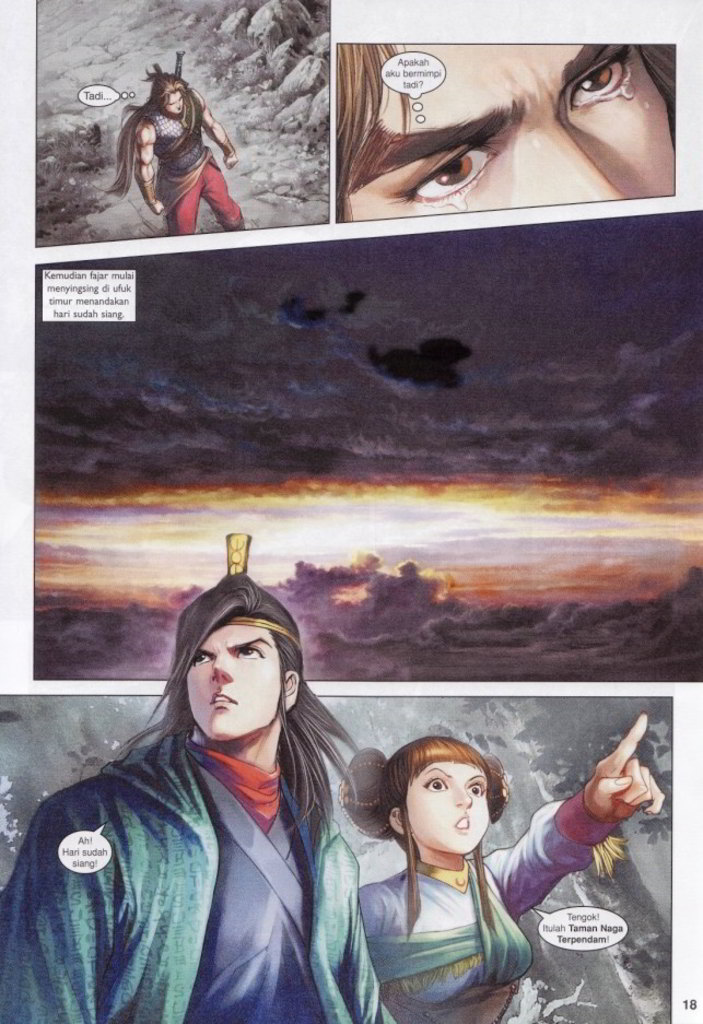 Tadi...
Apakah
aku bermimpi
tadi?
Kemudian fajar mulai
menyingsing di ufuk
timur menandakan
hari sudah siang.
Ah!
Hari sudah
siang!
Tengok!
Itulah Taman Naga
Terpendam!
18